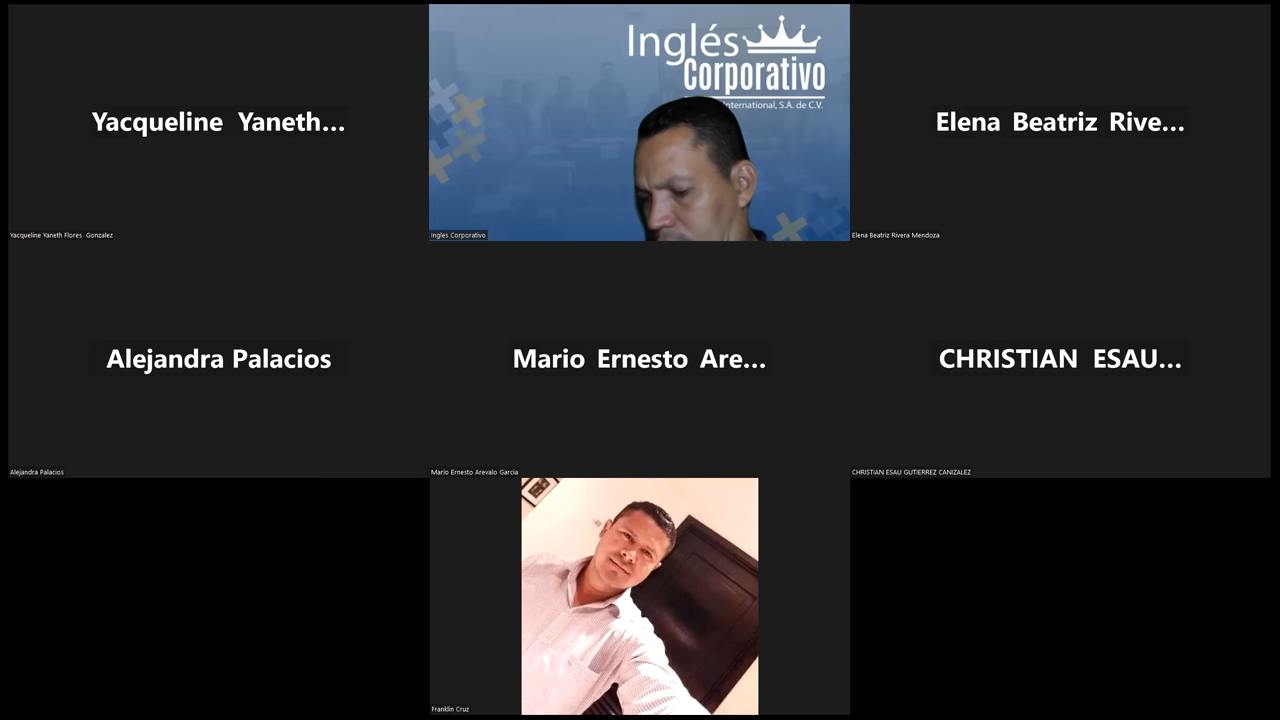 Yacqueline Yaneth...
Yacqueline Yaneth Flores Gonzalez
Inglés
Corporativo
International, S.A. de C.V.
Ingles Corporativo
Elena Beatriz Rive...
Elena Beatriz Rivera Mendoza
Alejandra Palacios
Alejandra Palacios
Mario Ernesto Are...
Mario Ernesto Arevalo Garcia
CHRISTIAN ESAU...
CHRISTIAN ESAU GUTIERREZ CANIZALEZ
Franklin Cruz